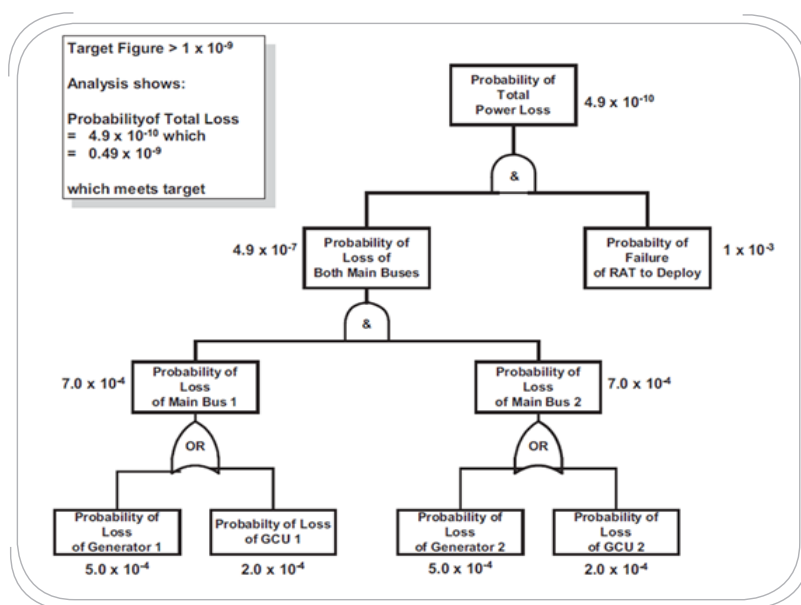 Target Figure > 1 x 10⁻⁹
Analysis shows:
Probabilityof Total Loss
= 4.9 x 10⁻¹⁰ which
= 0.49 x 10⁻⁹
which meets target
Probability of
Total
Power Loss
4.9 x 10⁻¹⁰
&
4.9 x 10⁻⁷
Probability of
Loss of
Both Main Buses
Probabilty of
Failure
of RAT to Deploy
1 x 10⁻³
&
7.0 x 10⁻⁴
Probability of
Loss
of Main Bus 1
Probability of
Loss
of Main Bus 2
7.0 x 10⁻⁴
OR
OR
Probability of
Loss
of Generator 1
Probabilty of Loss
of GCU 1
Probability of
Loss
of Generator 2
Probability of
Loss
of GCU 2
5.0 x 10⁻⁴
2.0 x 10⁻⁴
5.0 x 10⁻⁴
2.0 x 10⁻⁴